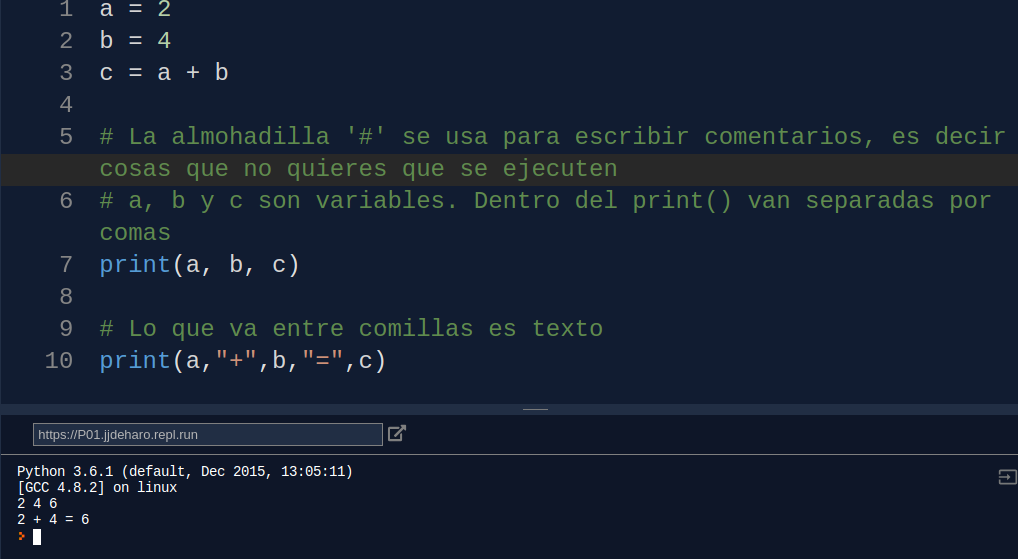 1 a = 2
2 b = 4
3 c = a + b
4
5 # La almohadilla '#' se usa para escribir comentarios, es decir
cosas que no quieres que se ejecuten
6 # a, b y c son variables. Dentro del print() van separadas por
comas
7 print(a, b, c)
8
9 # Lo que va entre comillas es texto
10 print(a,"+",b,"=",c)
https://P01.jjdeharo.repl.run
Python 3.6.1 (default, Dec 2015, 13:05:11)
[GCC 4.8.2] on linux
2 4 6
2 + 4 = 6